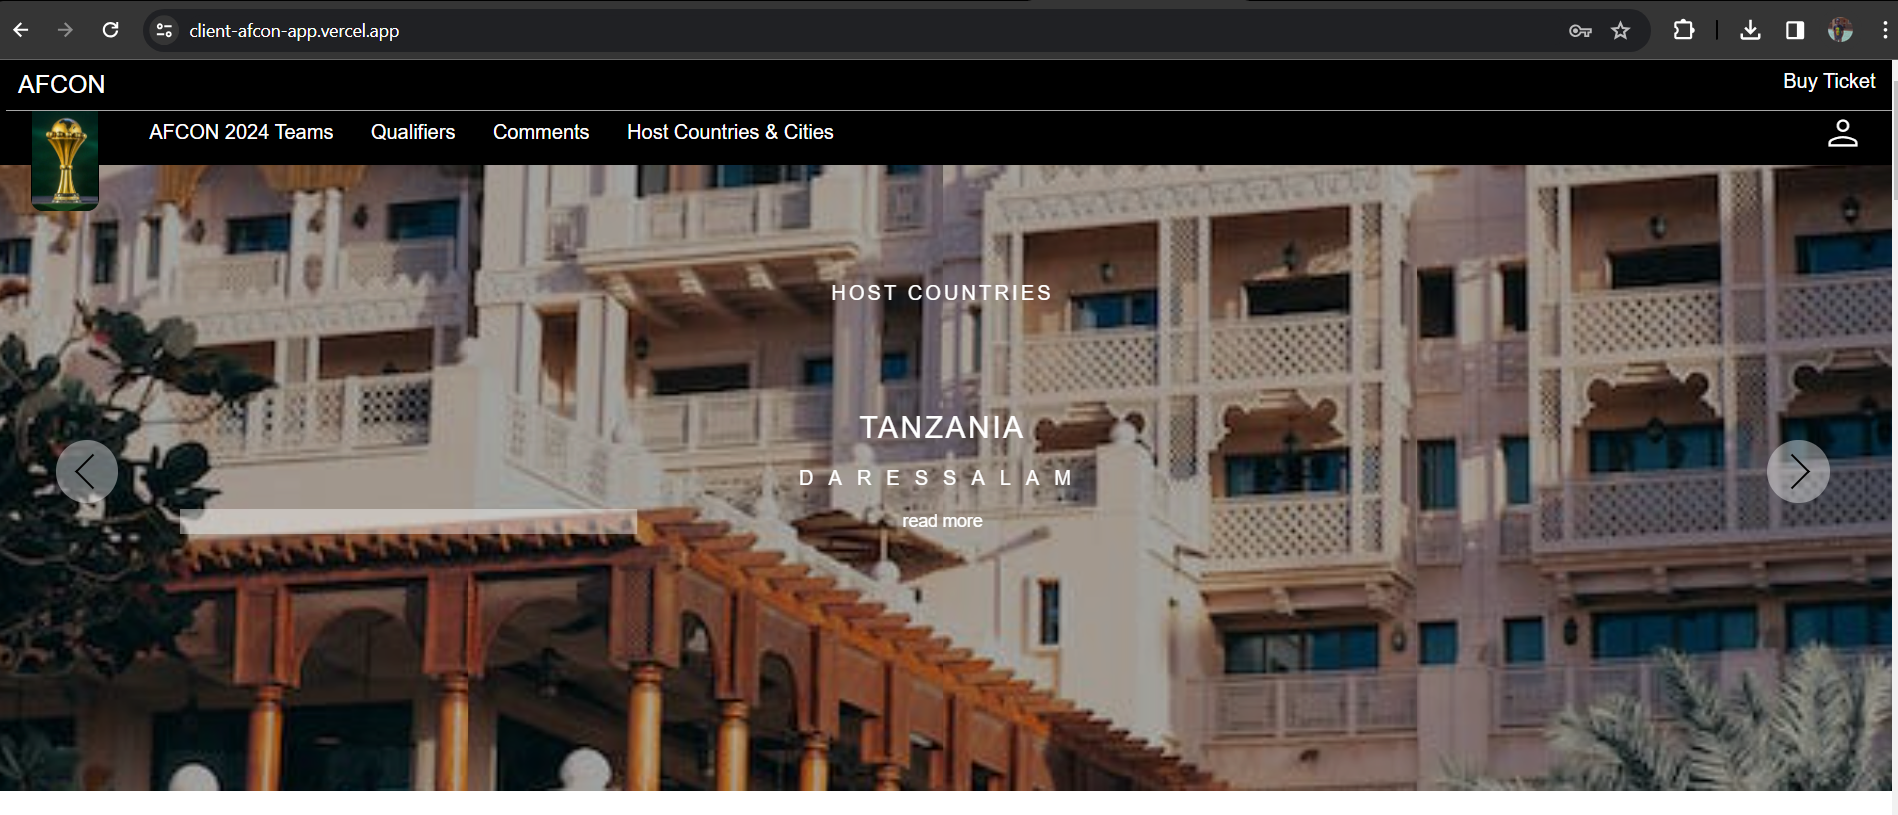 client-afcon-app.vercel.app
AFCON
Buy Ticket
AFCON 2024 Teams
Qualifiers
Comments
Host Countries & Cities
HOST COUNTRIES
TANZANIA
DARESSALAM
read more